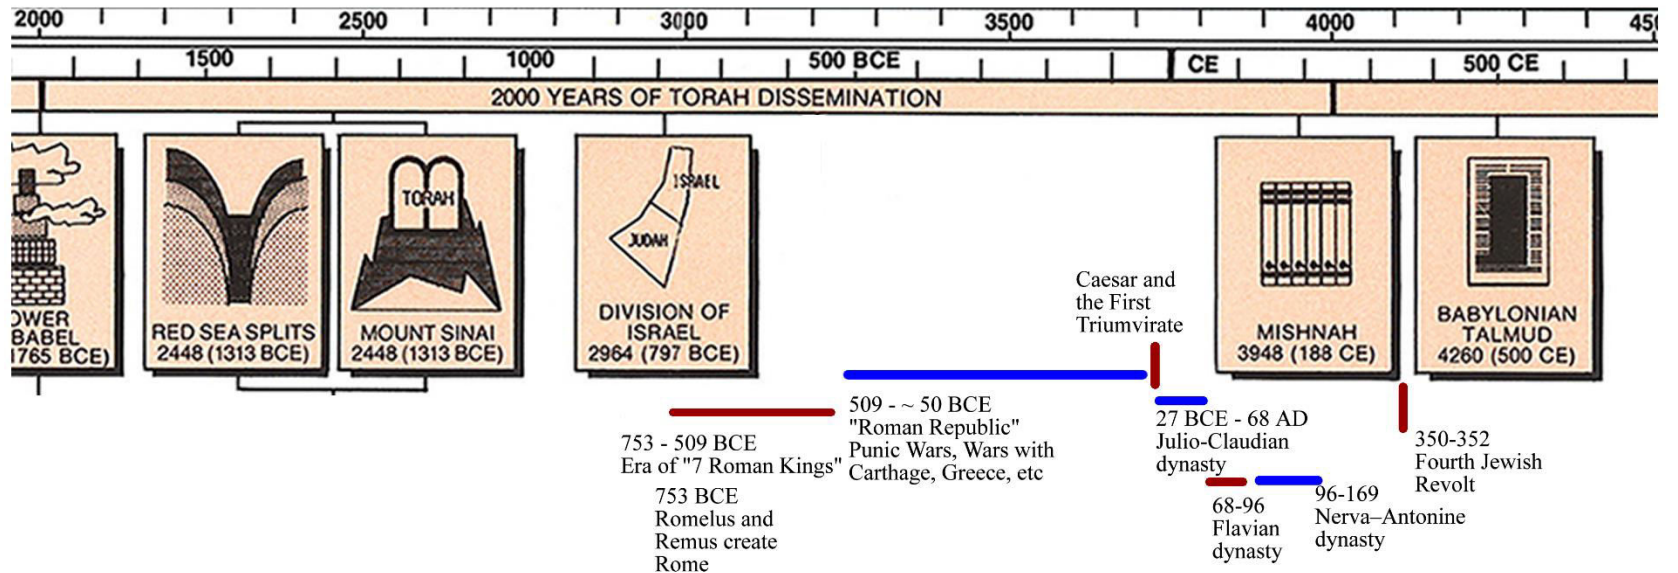 2000 2500 3000 3500 4000 450
1500 1000 500 BCE CE 500 CE
2000 YEARS OF TORAH DISSEMINATION
OWER
BABEL
1765 BCE)
RED SEA SPLITS
2448 (1313 BCE)
TORAH
MOUNT SINAI
2448 (1313 BCE)
ISRAEL
JUDAH
DIVISION OF
ISRAEL
2964 (797 BCE)
MISHNAH
3948 (188 CE)
BABYLONIAN
TALMUD
4260 (500 CE)
Caesar and
the First
Triumvirate
753 - 509 BCE
Era of "7 Roman Kings"
753 BCE
Romelus and
Remus create
Rome
509 - ~ 50 BCE
"Roman Republic"
Punic Wars, Wars with
Carthage, Greece, etc
27 BCE - 68 AD
Julio-Claudian
dynasty
68-96
Flavian
dynasty
96-169
Nerva–Antonine
dynasty
350-352
Fourth Jewish
Revolt